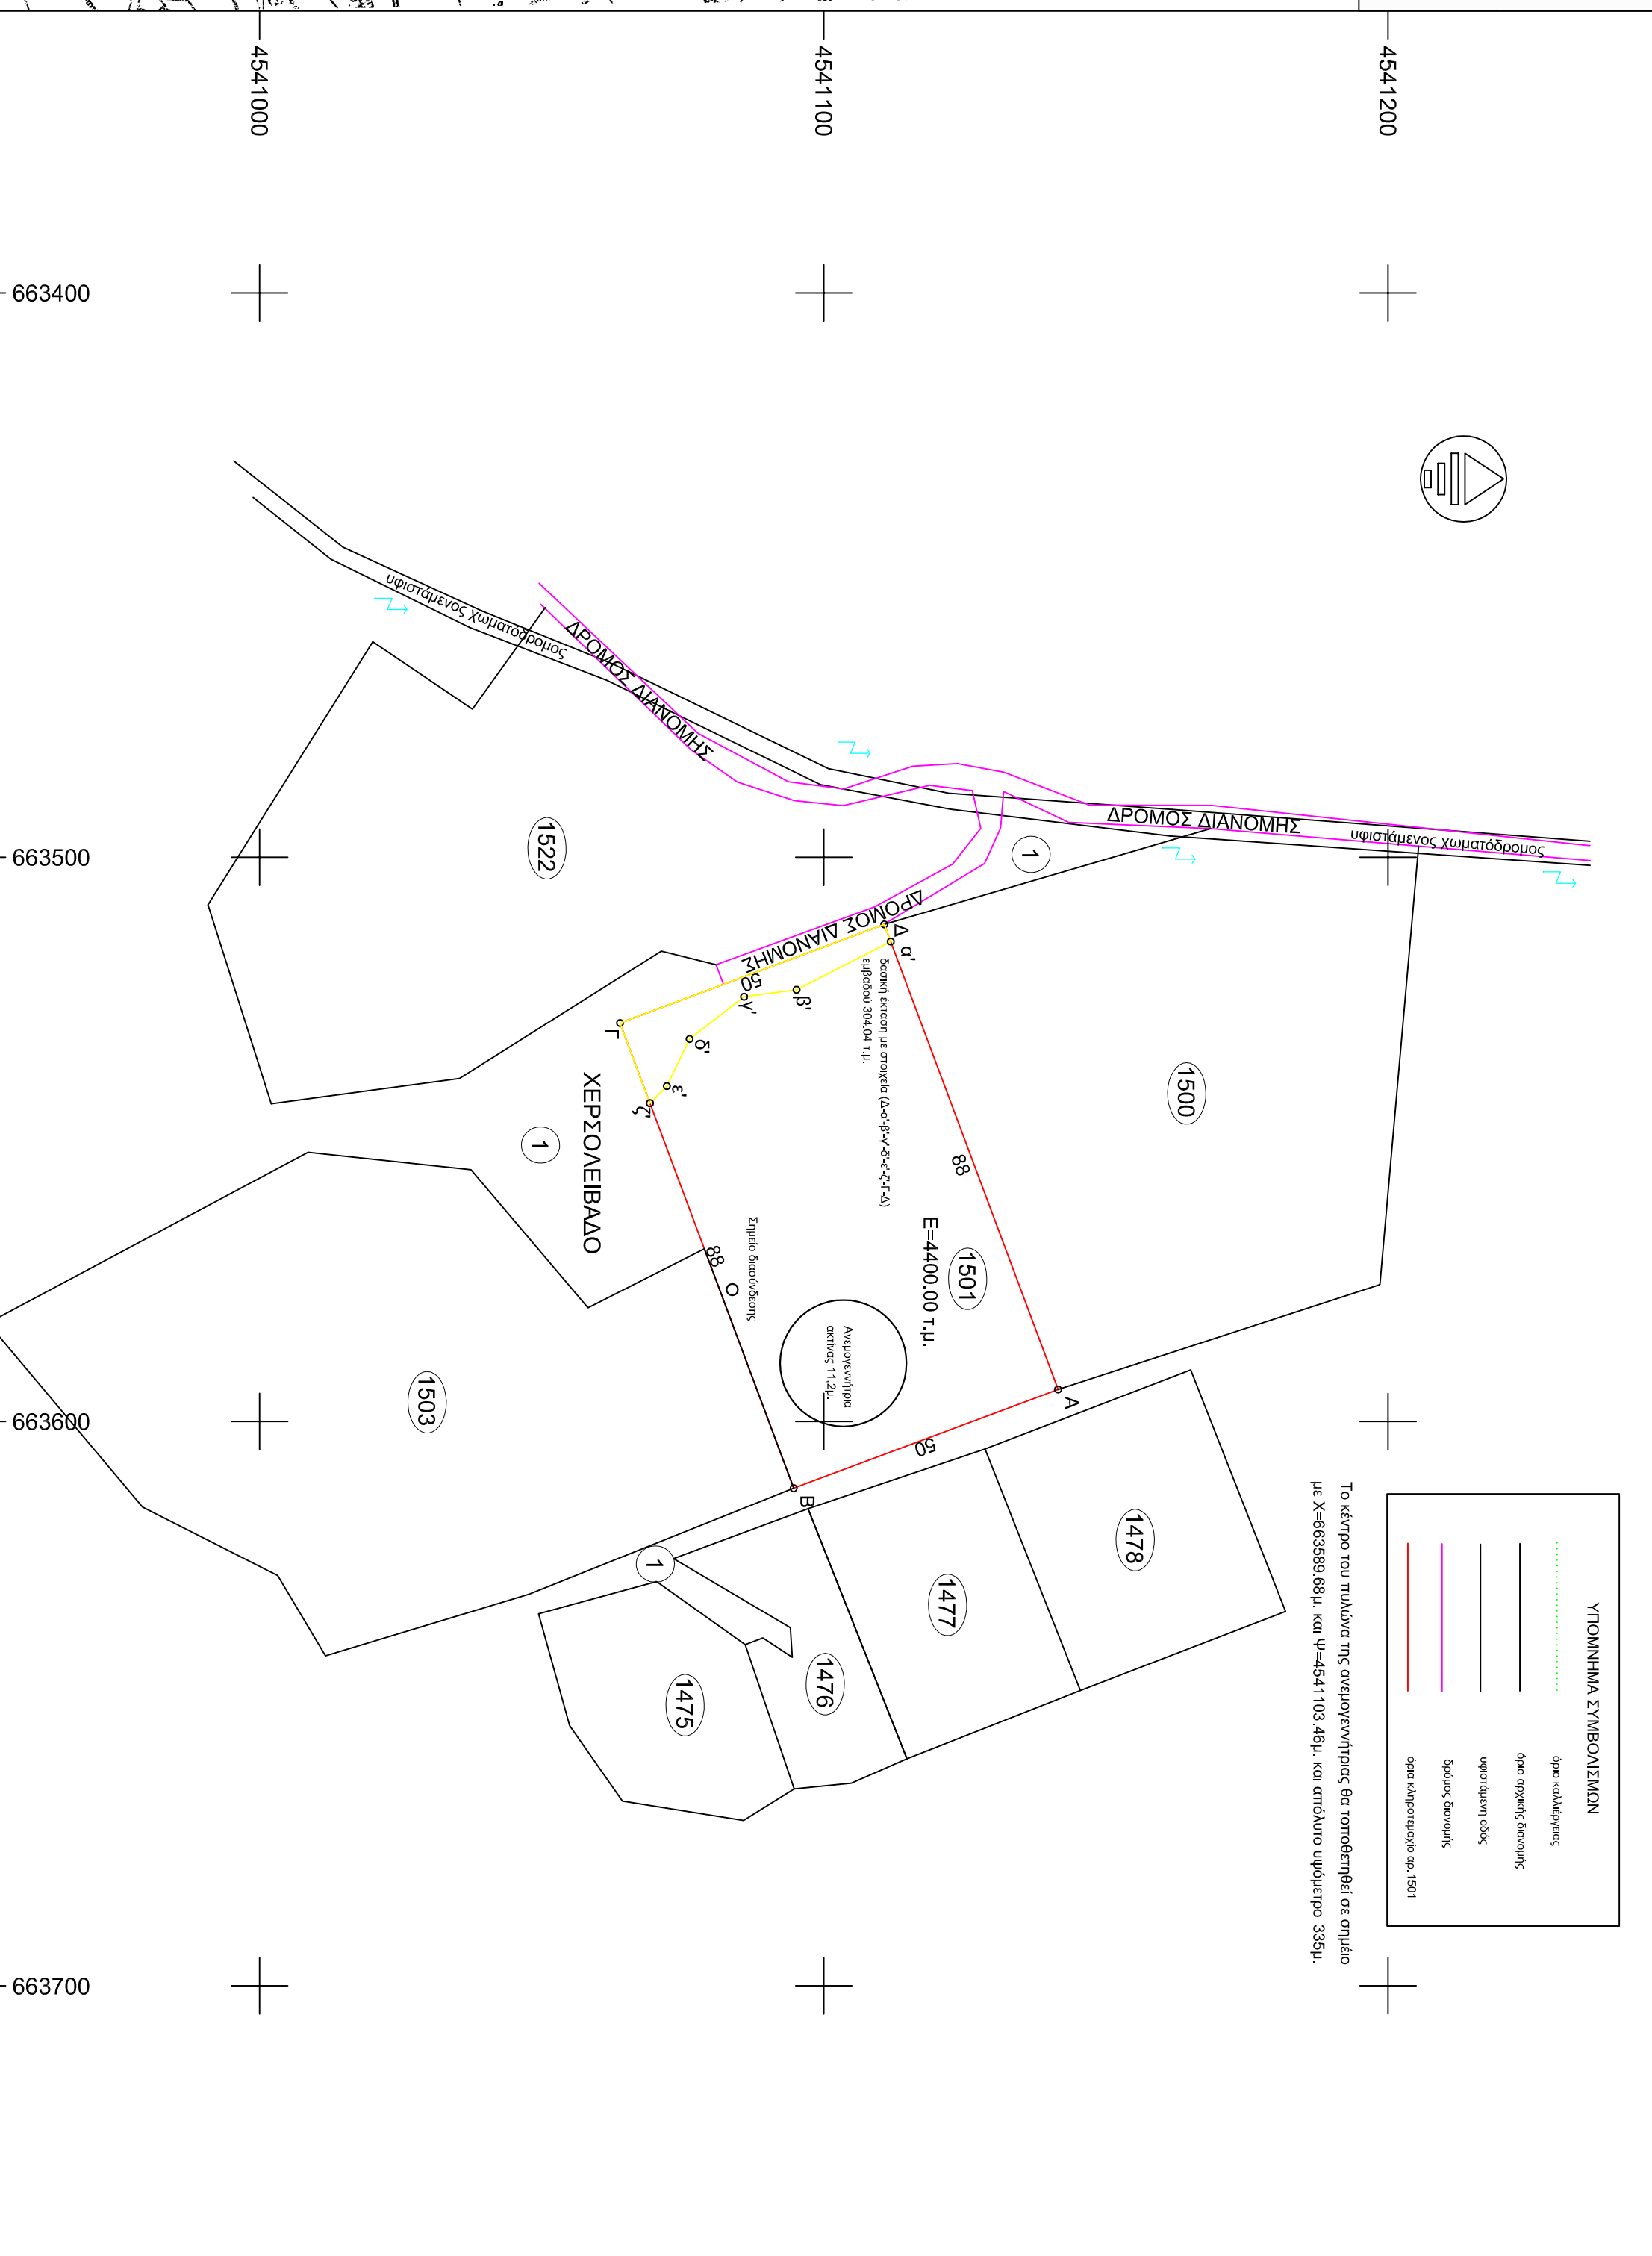 4541000
4541100
4541200
663400
663500
663600
663700
υφιστάμενος χωματόδρομος
ΔΡΟΜΟΣ ΔΙΑΝΟΜΗΣ
ΔΡΟΜΟΣ ΔΙΑΝΟΜΗΣ
υφιστάμενος χωματόδρομος
ΔΡΟΜΟΣ ΔΙΑΝΟΜΗΣ
1522
1
1500
Δ
α'
β'
γ'
δ'
ε'
ζ'
Γ
50
δασική έκταση με στοιχεία (Δ-α'-β'-γ'-δ'-ε'-ζ'-Γ-Δ)
εμβαδού 304,04 τ.μ.
88
ΧΕΡΣΟΛΕΙΒΑΔΟ
1
1501
Ε=4400.00 τ.μ.
88
Σημείο διασύνδεσης
Ανεμογεννήτρια
ακτίνας 11,2μ.
Α
50
Β
1503
1
1478
1477
1476
1475
ΥΠΟΜΝΗΜΑ ΣΥΜΒΟΛΙΣΜΩΝ
όριο καλλιέργειας
όριο αρχικής διανομής
υφιστάμενη οδός
δρόμος διανομής
όρια κληροτεμαχίο αρ.1501
Το κέντρο του πυλώνα της ανεμογεννήτριας θα τοποθετηθεί σε σημείο
με Χ=663589.68μ. και Ψ=4541103.46μ. και απόλυτο υψόμετρο 335μ.